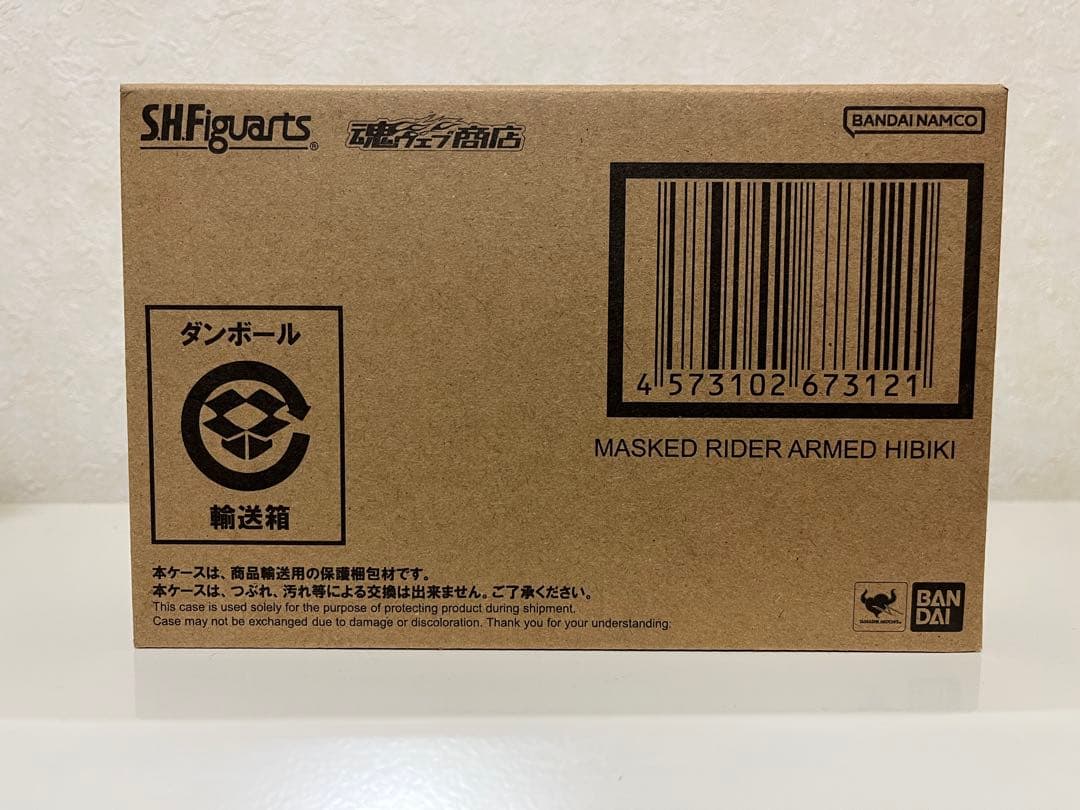 S.H.Figuarts®
魂ウェブ商店
BANDAI NAMCO
4 573102 673121
MASKED RIDER ARMED HIBIKI
ダンボール
輸送箱
本ケースは、商品輸送用の保護梱包材です。
本ケースは、つぶれ、汚れ等による交換は出来ません。ご了承ください。
This case is used solely for the purpose of protecting product during shipment.
Case may not be exchanged due to damage or discoloration. Thank you for your understanding.
TAMASHII NATIONS
BAN
DAI